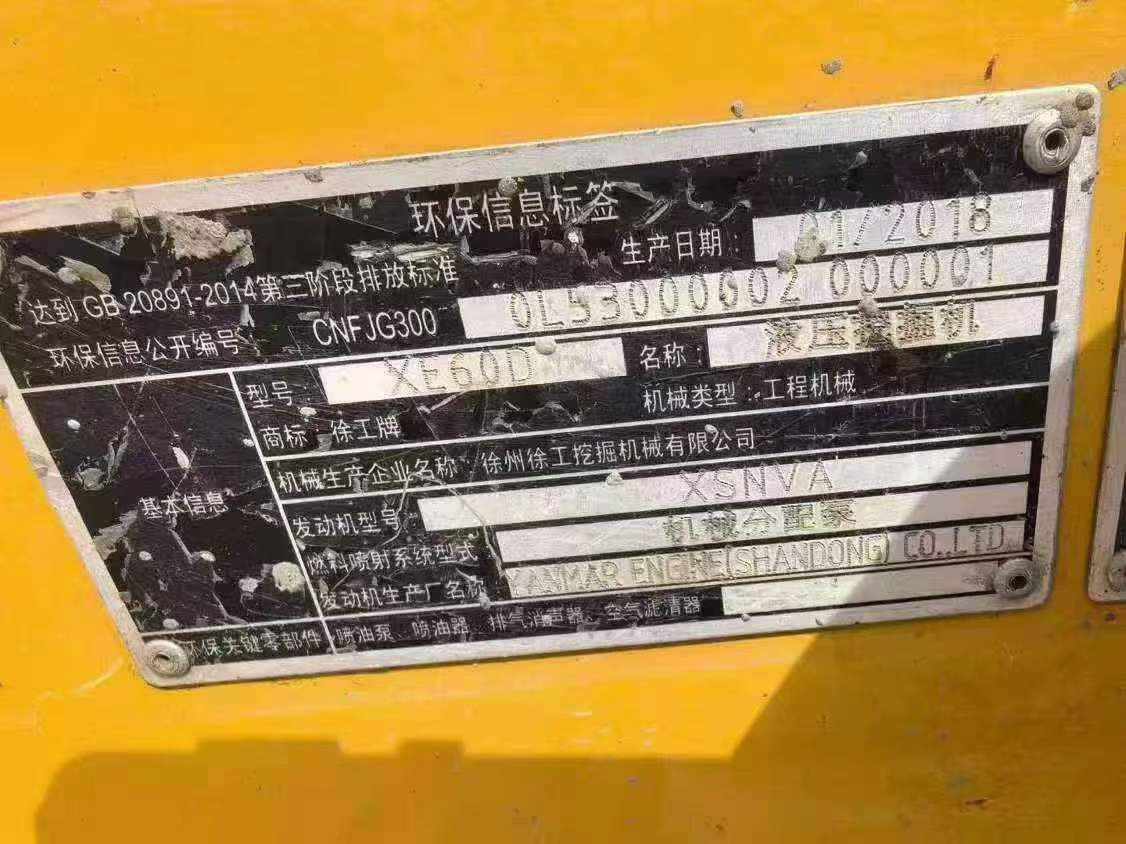 环保信息标签
生产日期: 01/2018
达到GB 20891-2014第三阶段排放标准
环保信息公开编号: CNFJG300 0L53000002 000001
基本信息
型号: XE60D 名称: 液压挖掘机
商标: 徐工牌 机械类型: 工程机械
机械生产企业名称: 徐州徐工挖掘机械有限公司
发动机型号: XSNVA
燃料喷射系统型式: 机械分配泵
发动机生产厂名称: YANMAR ENGINE(SHANDONG) CO.,LTD
环保关键零部件: 喷油泵、喷油器、排气消声器、空气滤清器